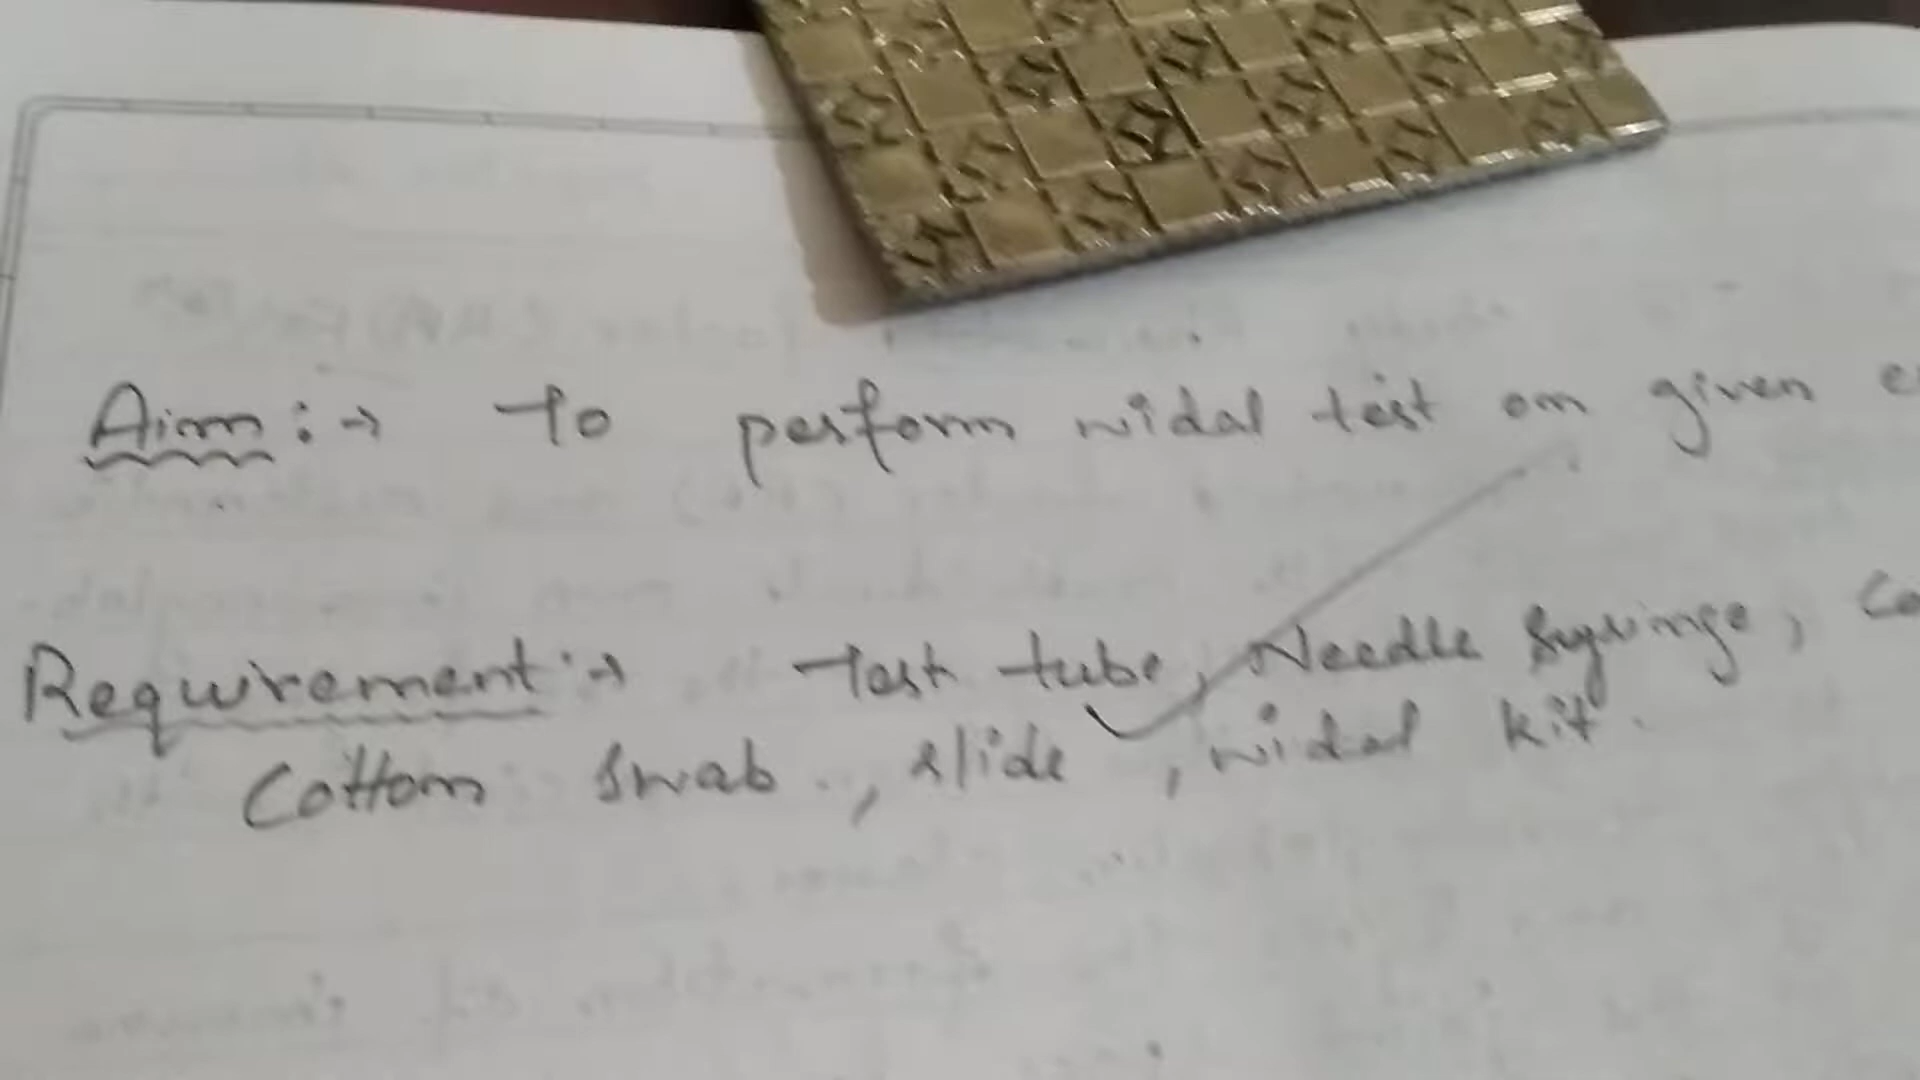 Aim :→ To perform widal test on given
Requirement :→ Test tube, Needle Syringe,
Cotton swab., slide, widal kit.